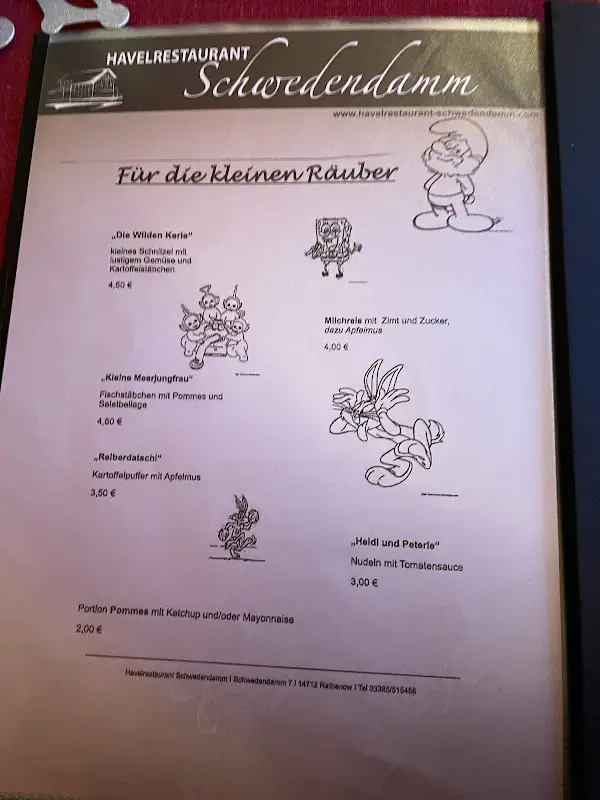 HAVELRESTAURANT
Schwedendamm
www.havelrestaurant-schwedendamm.com
Für die kleinen Räuber
„Die Wilden Kerle“
kleines Schnitzel mit
lustigem Gemüse und
Kartoffelstäbchen
4,50 €
Milchreis mit Zimt und Zucker,
dazu Apfelmus
4,00 €
„Kleine Meerjungfrau“
Fischstäbchen mit Pommes und
Salatbeilage
4,50 €
„Reiberdatschi“
Kartoffelpuffer mit Apfelmus
3,50 €
„Heidi und Peterle“
Nudeln mit Tomatensauce
3,00 €
Portion Pommes mit Ketchup und/oder Mayonnaise
2,00 €
Havelrestaurant Schwedendamm I Schwedendamm 7 I 14712 Rathenow I Tel 03385/515456